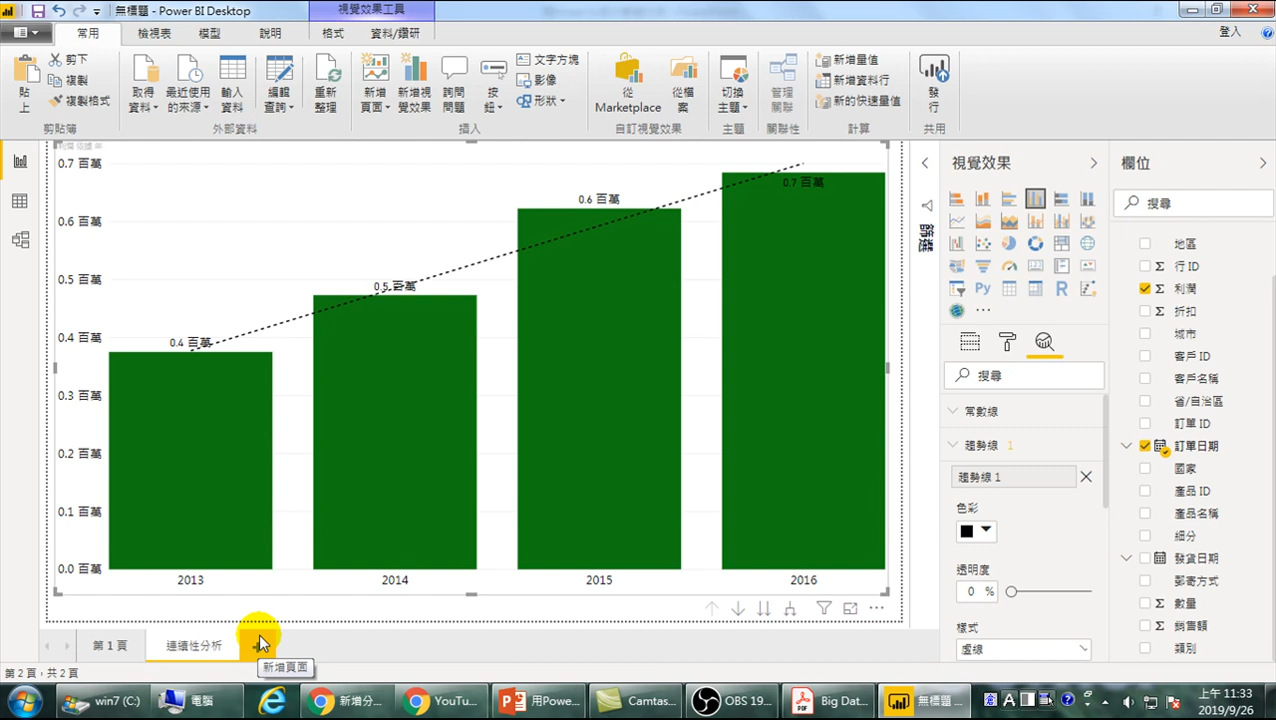 無標題 - Power BI Desktop
視覺效果工具
常用
檢視表
模型
說明
格式
資料/鑽研
登入
貼上
剪下
複製
複製格式
剪貼簿
取得資料
最近使用的來源
輸入資料
編輯查詢
外部資料
重新整理
新增頁面
新增視覺效果
詢問問題
按鈕
文字方塊
影像
形狀
插入
從 Marketplace
從檔案
自訂視覺效果
切換主題
主題
管理關聯
關聯性
新增量值
新增資料行
新的快速量值
計算
發行
共用
0.7 百萬
0.6 百萬
0.5 百萬
0.4 百萬
0.3 百萬
0.2 百萬
0.1 百萬
0.0 百萬
0.4 百萬
0.5 百萬
0.6 百萬
0.7 百萬
2013
2014
2015
2016
篩選
視覺效果
Py
R
搜尋
常數線
趨勢線 1
趨勢線 1
色彩
透明度
0 %
樣式
虛線
欄位
搜尋
地區
行 ID
利潤
折扣
城市
客戶 ID
客戶名稱
省/自治區
訂單 ID
訂單日期
國家
產品 ID
產品名稱
細分
發貨日期
郵寄方式
數量
銷售額
類別
第 1 頁
連續性分析
新增頁面
第 2 頁，共 2 頁
win7 (C:)
電腦
新增分...
YouTu...
用Powe...
Camtas...
OBS 19...
Big Dat...
無標題 ...
上午 11:33
2019/9/26